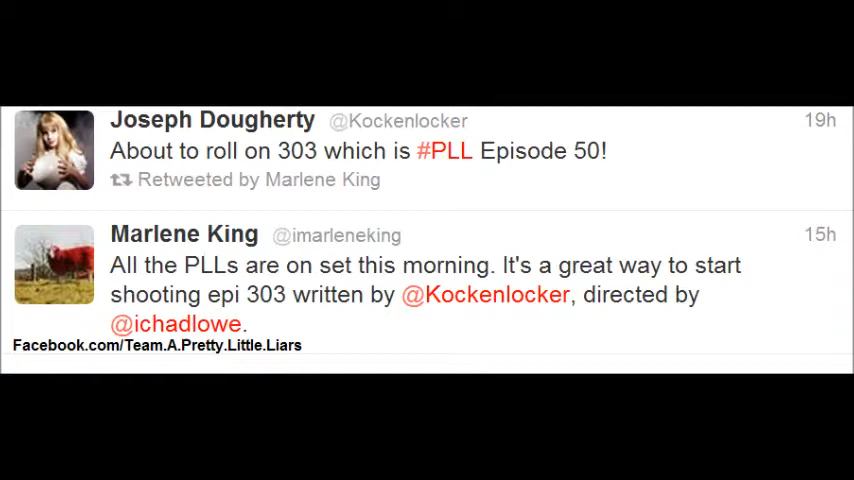 Joseph Dougherty @Kockenlocker 19h
About to roll on 303 which is #PLL Episode 50!
Retweeted by Marlene King
Marlene King @imarleneking 15h
All the PLLs are on set this morning. It's a great way to start
shooting epi 303 written by @Kockenlocker, directed by
@ichadlowe.
Facebook.com/Team.A.Pretty.Little.Liars